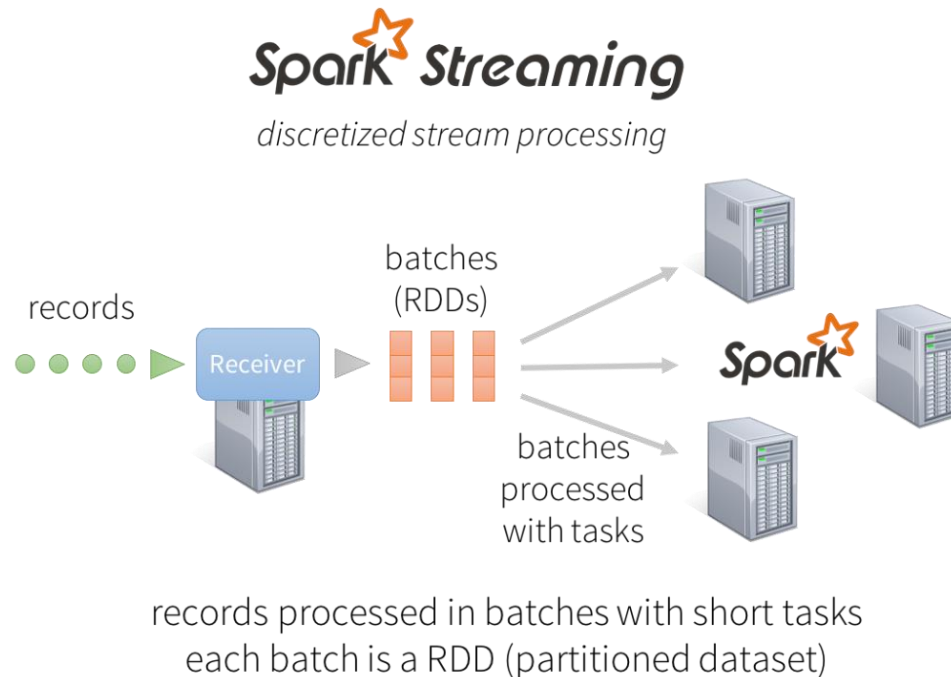 Spark Streaming
discretized stream processing
records
Receiver
batches
(RDDs)
batches
processed
with tasks
Spark
records processed in batches with short tasks
each batch is a RDD (partitioned dataset)